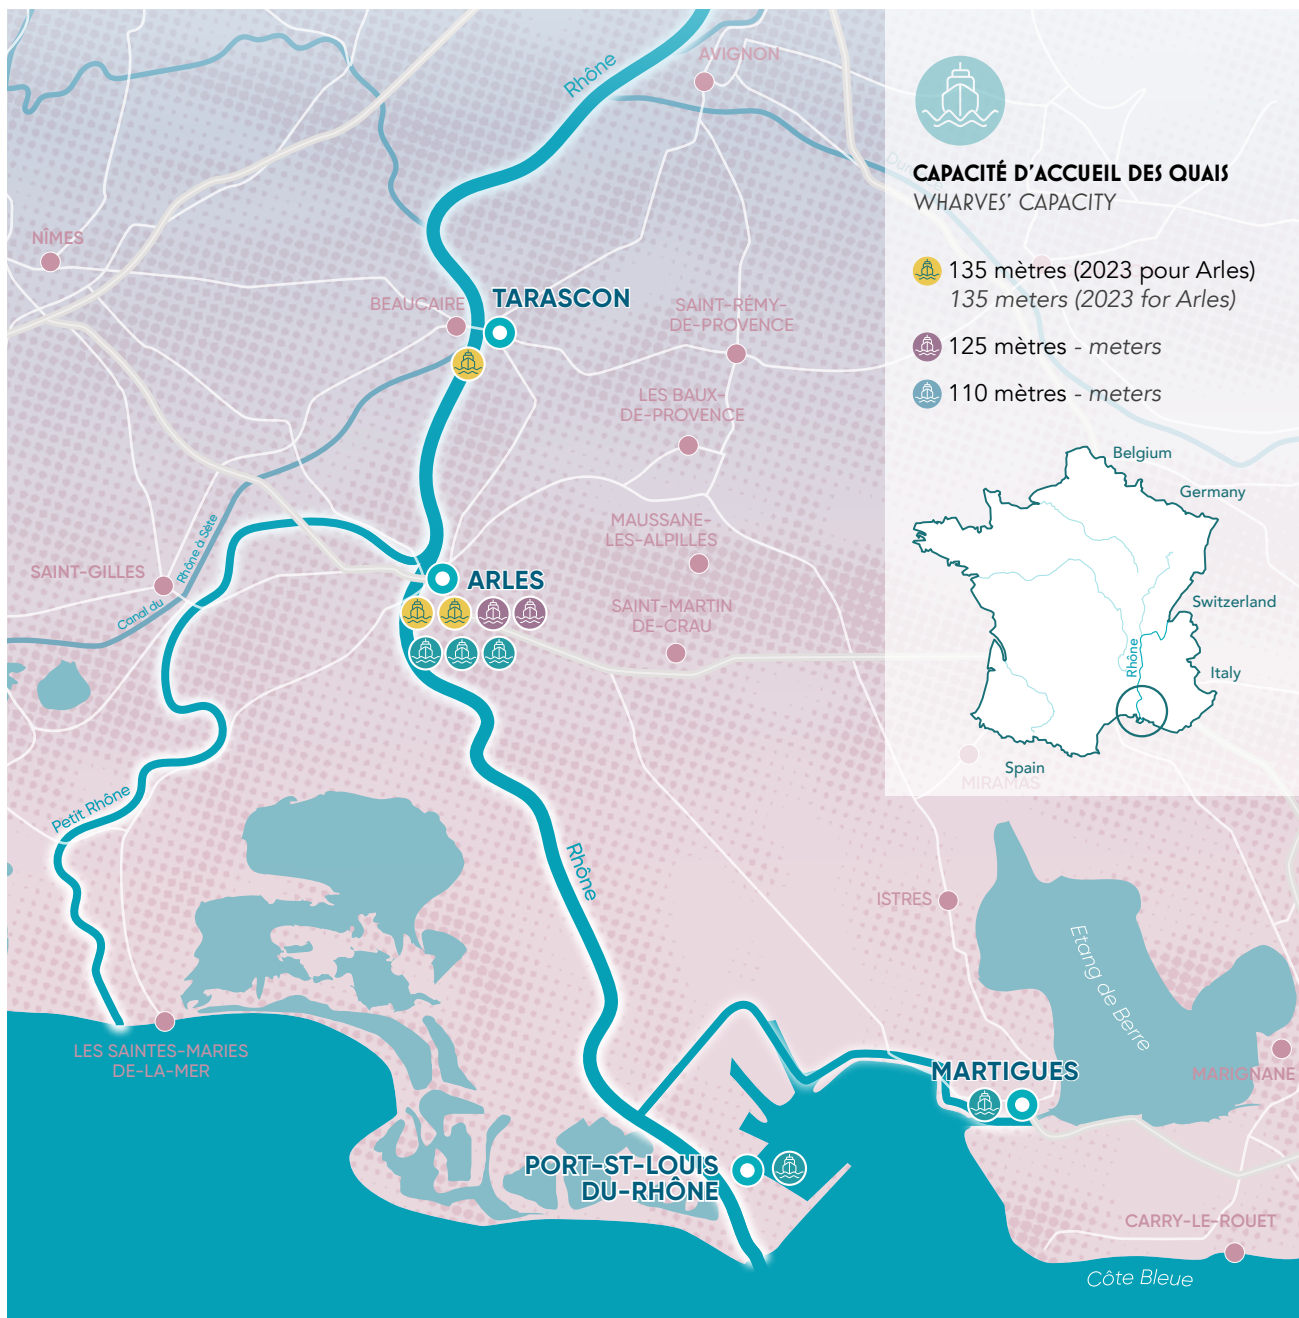 Rhône
AVIGNON
NÎMES
BEAUCAIRE
TARASCON
SAINT-RÉMY-
DE-PROVENCE
LES BAUX-
DE-PROVENCE
MAUSSANE-
LES-ALPILLES
SAINT-GILLES
Canal du
Rhône à Sète
ARLES
SAINT-MARTIN
DE-CRAU
Petit Rhône
Rhône
ISTRES
Etang de Berre
LES SAINTES-MARIES
DE-LA-MER
MARTIGUES
MARIGNANE
PORT-ST-LOUIS
DU-RHÔNE
CARRY-LE-ROUET
Côte Bleue
CAPACITÉ D'ACCUEIL DES QUAIS
WHARVES' CAPACITY
135 mètres (2023 pour Arles)
135 meters (2023 for Arles)
125 mètres - meters
110 mètres - meters
Belgium
Germany
Switzerland
Rhône
Italy
Spain
MIRAMAS